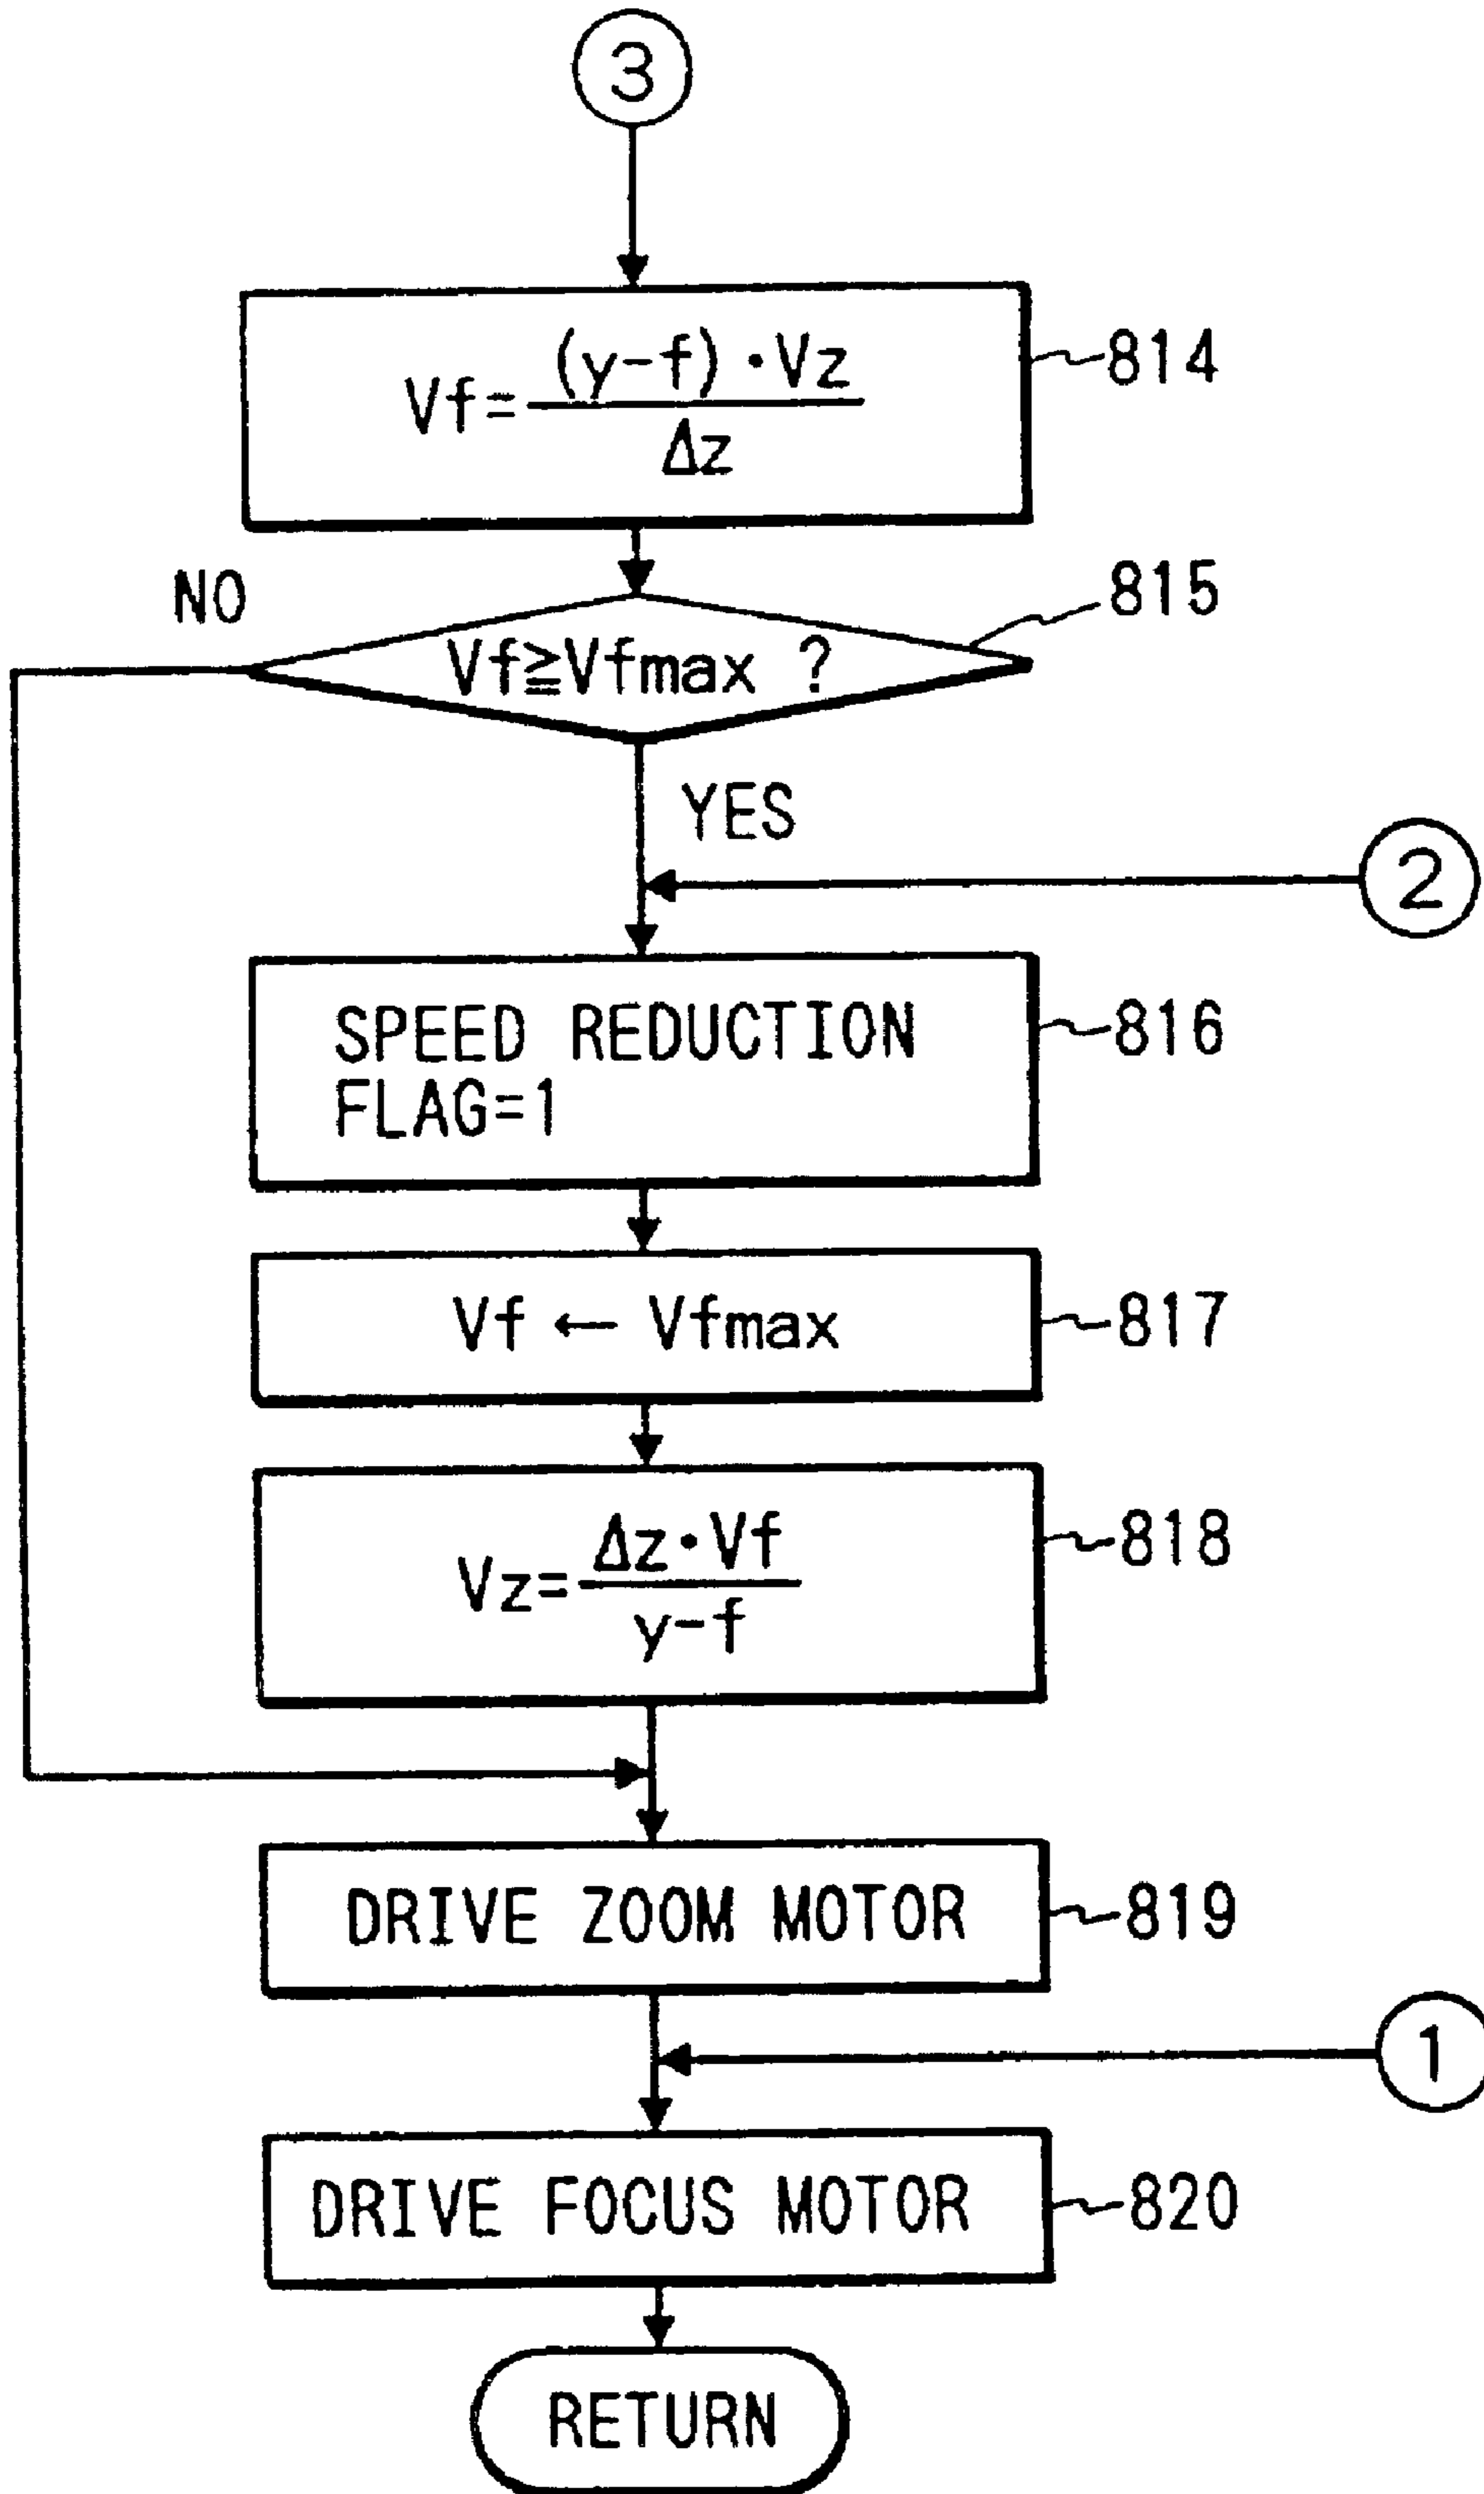 3
Vf=(y-f)·Vz/Δz
814
NO
815
Vf≧Vfmax ?
YES
2
SPEED REDUCTION
816
FLAG=1
Vf ← Vfmax
817
Vz=Δz·Vf/y-f
818
DRIVE ZOOM MOTOR
819
1
DRIVE FOCUS MOTOR
820
RETURN